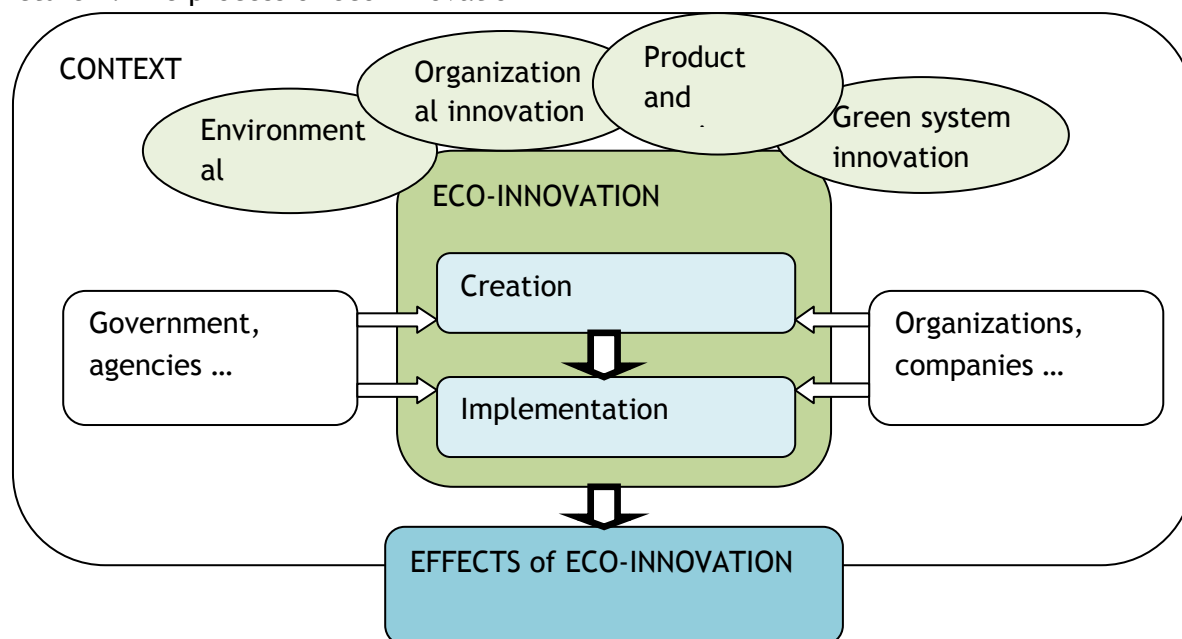 CONTEXT
Environment
al
Organization
al innovation
Product
and
Green system
innovation
ECO-INNOVATION
Creation
Government,
agencies …
Organizations,
companies …
Implementation
EFFECTS of ECO-INNOVATION